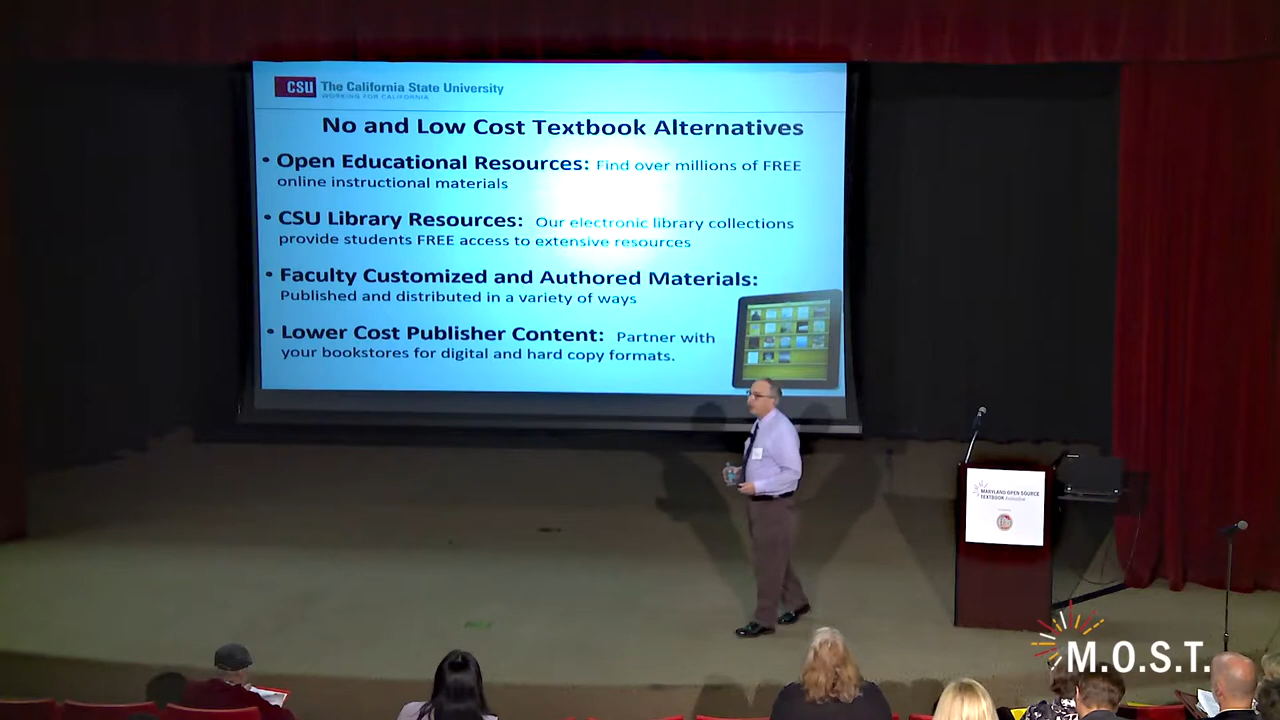 CSU The California State University
WORKING FOR CALIFORNIA
No and Low Cost Textbook Alternatives
• Open Educational Resources: Find over millions of FREE
online instructional materials
• CSU Library Resources: Our electronic library collections
provide students FREE access to extensive resources
• Faculty Customized and Authored Materials:
Published and distributed in a variety of ways
• Lower Cost Publisher Content: Partner with
your bookstores for digital and hard copy formats.
MARYLAND OPEN SOURCE
TEXTBOOK Initiative
M.O.S.T.